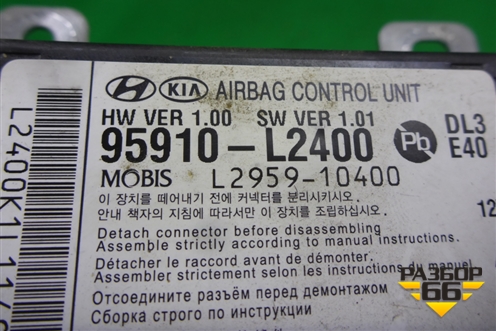 HYUNDAI KIA AIRBAG CONTROL UNIT
HW VER 1.00 SW VER 1.01
95910-L2400 Pb DL3
E40
MOBIS L2959-10400
이 장치를 떼어내기 전에 커넥터를 분리시키시오.
안내 책자의 지침에 따라서만 이 장치를 조립하십시오. 12
Detach connector before disassembling
Assemble strictly according to manual instructions.
Détacher le raccord avant de démonter.
Assembler strictement selon les instructions du manuel
Отсоедините разъём перед демонтажом
Сборка строго по инструкции
РАЗБОР
66